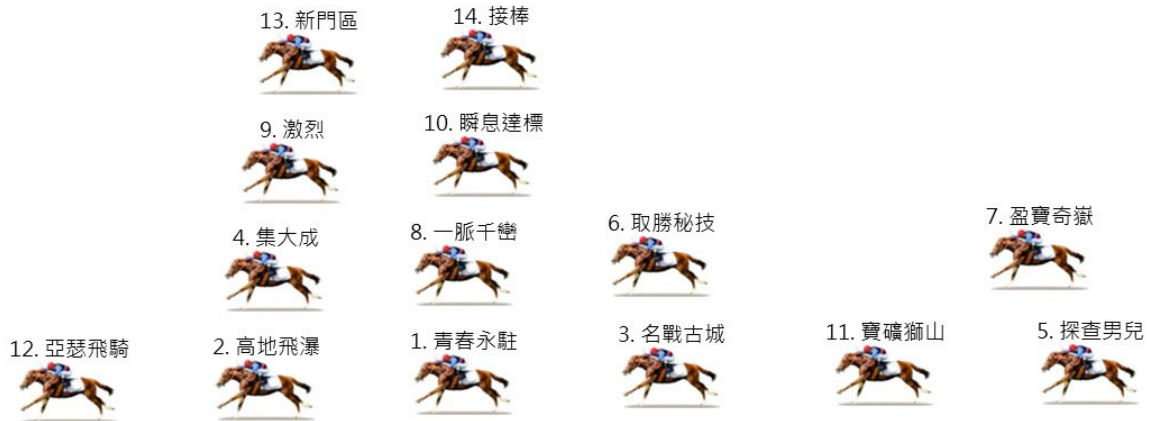 13. 新門區
14. 接棒
9. 激烈
10. 瞬息達標
4. 集大成
8. 一脈千巒
6. 取勝秘技
7. 盈寶奇嶽
12. 亞瑟飛騎
2. 高地飛瀑
1. 青春永駐
3. 名戰古城
11. 寶礦獅山
5. 探查男兒